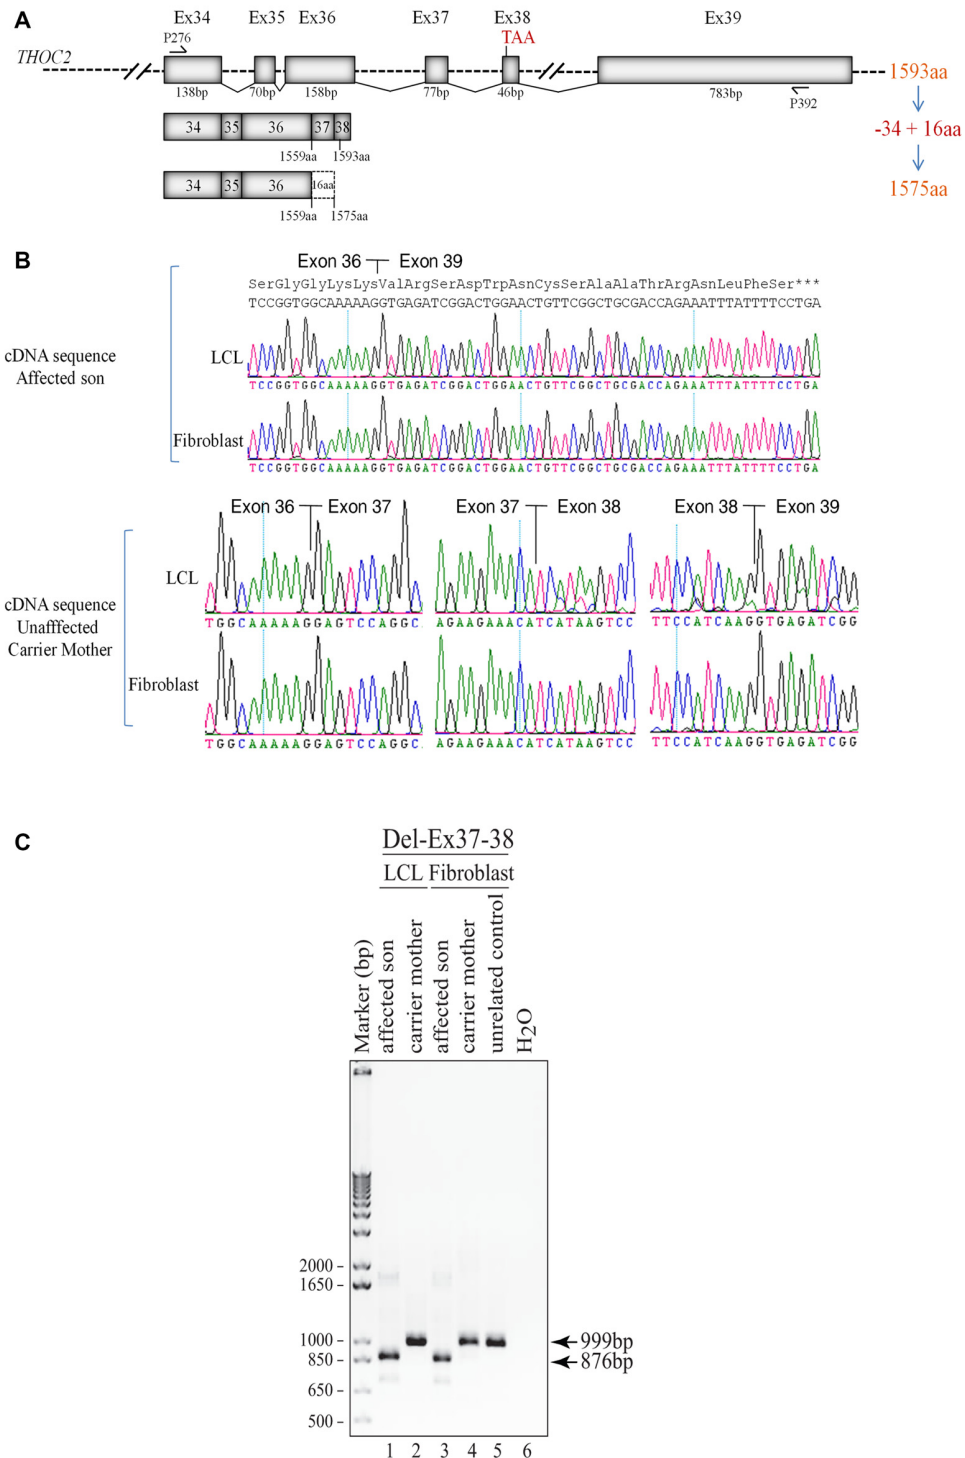 A
Ex34 Ex35 Ex36 Ex37 Ex38 Ex39
P276
TAA
THOC2
1593aa
138bp 70bp 158bp 77bp 46bp 783bp
P392
34 35 36 37 38
-34 + 16aa
1559aa 1593aa
34 35 36 16aa
1575aa
1559aa 1575aa
B
Exon 36 Exon 39
SerGlyGlyLysLysValArgSerAspTrpAsnCysSerAlaAlaThrArgAsnLeuPheSer***
TCCGGTGGCAAAAAGGTGAGATCGGACTGGAACTGTTCGGCTGCGACCAGAAATTTATTTTCCTGA
cDNA sequence
Affected son
LCL
TCCGGTGGCAAAAAGGTGAGATCGGACTGGAACTGTTCGGCTGCGACCAGAAATTTATTTTCCTGA
Fibroblast
TCCGGTGGCAAAAAGGTGAGATCGGACTGGAACTGTTCGGCTGCGACCAGAAATTTATTTTCCTGA
Exon 36 Exon 37 Exon 37 Exon 38 Exon 38 Exon 39
LCL
cDNA sequence
Unafffected
Carrier Mother
TGGCAAAAAGGAGTCCAGGC AGAAGAAACATCATAAGTCC TTCCATCAAGGTGAGATCGG
Fibroblast
TGGCAAAAAGGAGTCCAGGC AGAAGAAACATCATAAGTCC TTCCATCAAGGTGAGATCGG
C
Del-Ex37-38
LCL Fibroblast
Marker (bp)
affected son
carrier mother
affected son
carrier mother
unrelated control
H2O
2000
1650
1000
999bp
850
876bp
650
500
1 2 3 4 5 6